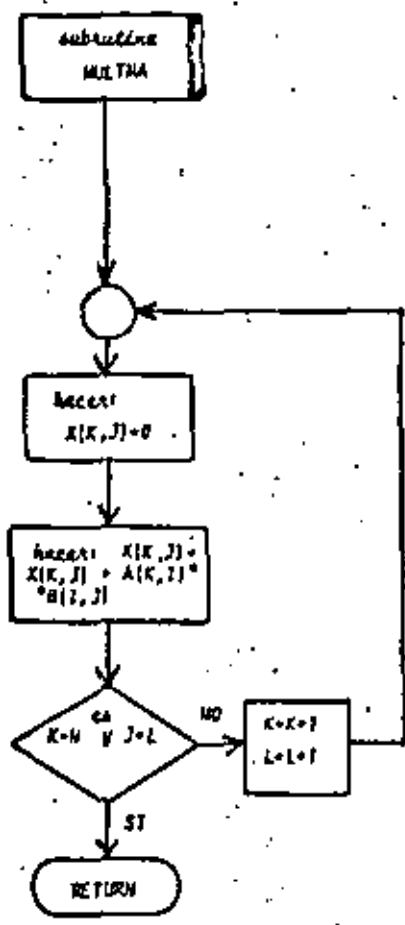 subrutina
MULTMA
hacer:
X(K,J)=0
hacer: X(K,J)=
X(K,J) + A(K,I)*
*B(I,J)
es
K=N y J=L
NO
K=K+1
L=L+1
SI
RETURN